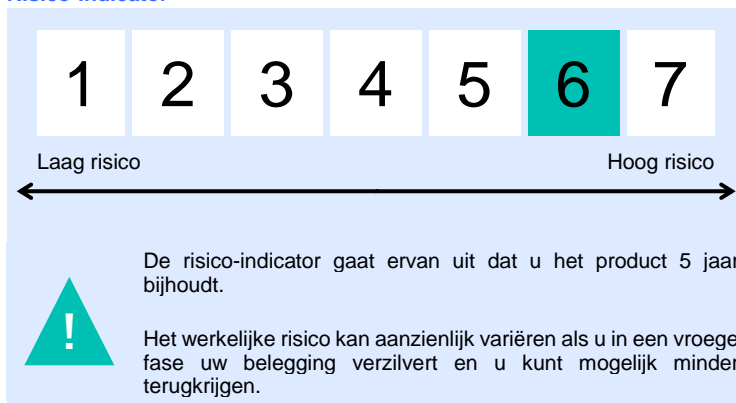 Risico-indicator
1 2 3 4 5 6 7
Laag risico Hoog risico
De risico-indicator gaat ervan uit dat u het product 5 jaar
bijhoudt.
!
Het werkelijke risico kan aanzienlijk variëren als u in een vroege
fase uw belegging verzilvert en u kunt mogelijk minder
terugkrijgen.